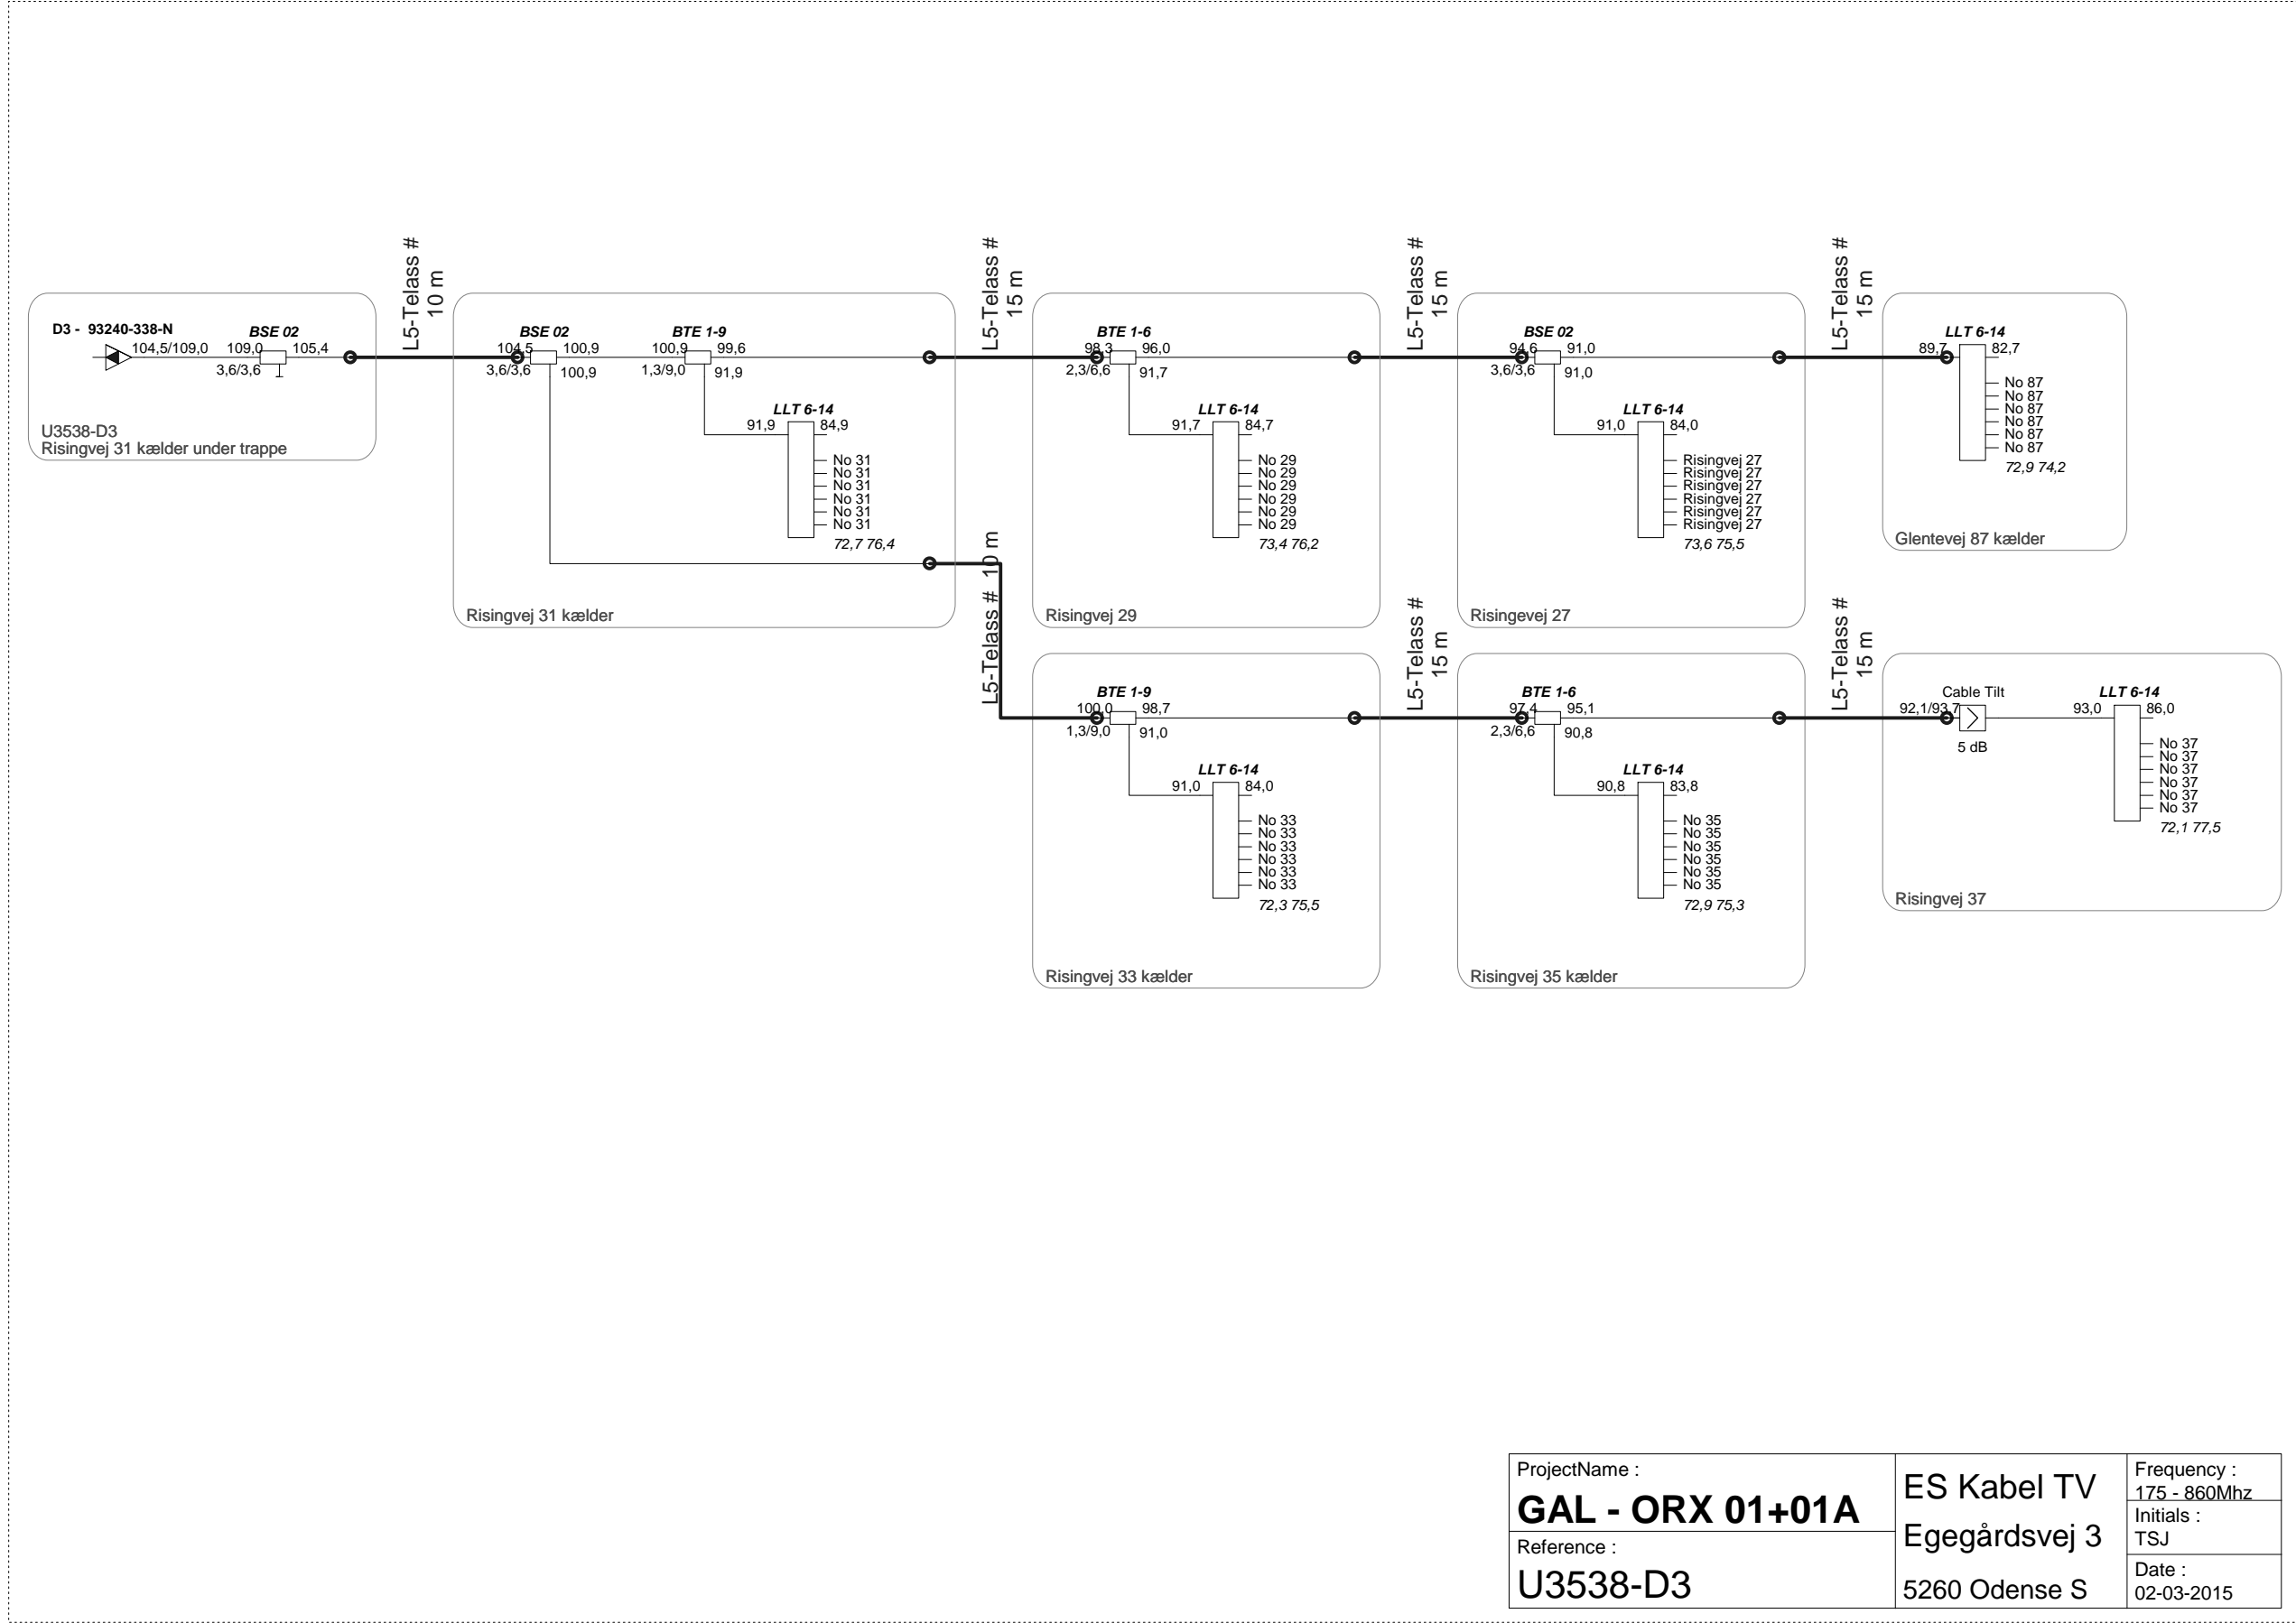 L5-Telass #
10 m
L5-Telass #
15 m
L5-Telass #
15 m
L5-Telass #
15 m
D3 - 93240-338-N
104,5/109,0
BSE 02
109,0
105,4
3,6/3,6
U3538-D3
Risingvej 31 kælder under trappe
BSE 02
104,5
100,9
3,6/3,6
100,9
BTE 1-9
100,9
99,6
1,3/9,0
91,9
LLT 6-14
91,9
84,9
No 31
No 31
No 31
No 31
No 31
No 31
72,7 76,4
Risingvej 31 kælder
BTE 1-6
98,3
96,0
2,3/6,6
91,7
LLT 6-14
91,7
84,7
No 29
No 29
No 29
No 29
No 29
No 29
73,4 76,2
Risingvej 29
BSE 02
94,6
91,0
3,6/3,6
91,0
LLT 6-14
91,0
84,0
Risingvej 27
Risingvej 27
Risingvej 27
Risingvej 27
Risingvej 27
Risingvej 27
73,6 75,5
Risingevej 27
LLT 6-14
89,7
82,7
No 87
No 87
No 87
No 87
No 87
No 87
72,9 74,2
Glentevej 87 kælder
L5-Telass # 10 m
L5-Telass #
15 m
L5-Telass #
15 m
BTE 1-9
100,0
98,7
1,3/9,0
91,0
LLT 6-14
91,0
84,0
No 33
No 33
No 33
No 33
No 33
No 33
72,3 75,5
Risingvej 33 kælder
BTE 1-6
97,4
95,1
2,3/6,6
90,8
LLT 6-14
90,8
83,8
No 35
No 35
No 35
No 35
No 35
No 35
72,9 75,3
Risingvej 35 kælder
Cable Tilt
92,1/93,7
5 dB
LLT 6-14
93,0
86,0
No 37
No 37
No 37
No 37
No 37
No 37
72,1 77,5
Risingvej 37
ProjectName :
GAL - ORX 01+01A
Reference :
U3538-D3
ES Kabel TV
Egegårdsvej 3
5260 Odense S
Frequency :
175 - 860Mhz
Initials :
TSJ
Date :
02-03-2015